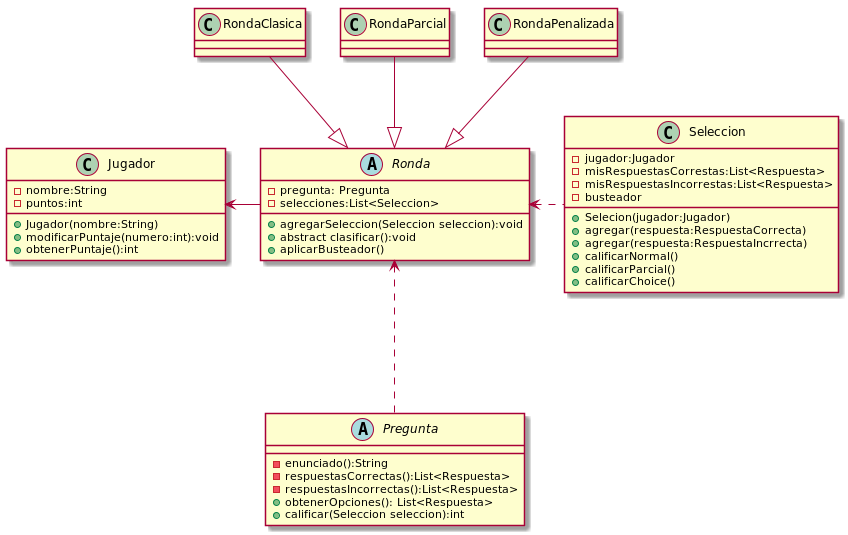 C RondaClasica
C RondaParcial
C RondaPenalizada
C Seleccion
jugador:Jugador
misRespuestasCorrestas:List<Respuesta>
misRespuestasIncorrestas:List<Respuesta>
busteador
Selecion(jugador:Jugador)
agregar(respuesta:RespuestaCorrecta)
agregar(respuesta:RespuestaIncrrecta)
calificarNormal()
calificarParcial()
calificarChoice()
C Jugador
nombre:String
puntos:int
Jugador(nombre:String)
modificarPuntaje(numero:int):void
obtenerPuntaje():int
A Ronda
pregunta: Pregunta
selecciones:List<Seleccion>
agregarSeleccion(Seleccion seleccion):void
abstract clasificar():void
aplicarBusteador()
A Pregunta
enunciado():String
respuestasCorrectas():List<Respuesta>
respuestasIncorrectas():List<Respuesta>
obtenerOpciones(): List<Respuesta>
calificar(Seleccion seleccion):int